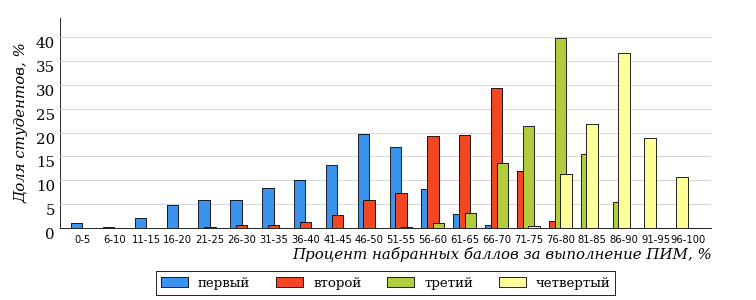 Доля студентов, %
40
35
30
25
20
15
10
5
0
0-5 6-10 11-15 16-20 21-25 26-30 31-35 36-40 41-45 46-50 51-55 56-60 61-65 66-70 71-75 76-80 81-85 86-90 91-95 96-100
Процент набранных баллов за выполнение ПИМ, %
первый второй третий четвертый